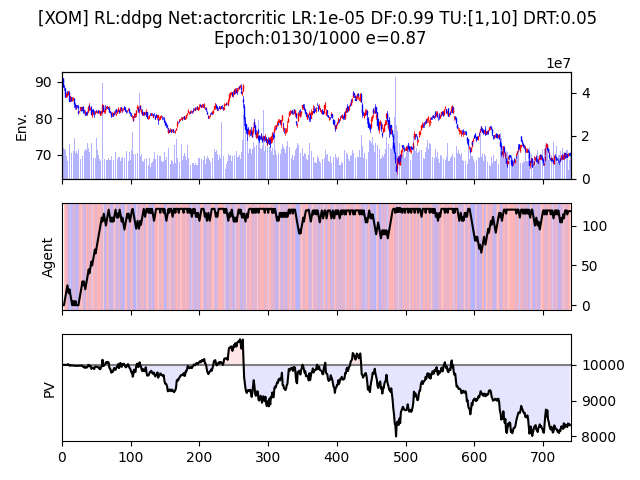 [XOM] RL:ddpg Net:actorcritic LR:1e-05 DF:0.99 TU:[1,10] DRT:0.05
Epoch:0130/1000 e=0.87
1e7
Env.
90
80
70
4
2
0
Agent
100
50
0
PV
10000
9000
8000
0 100 200 300 400 500 600 700